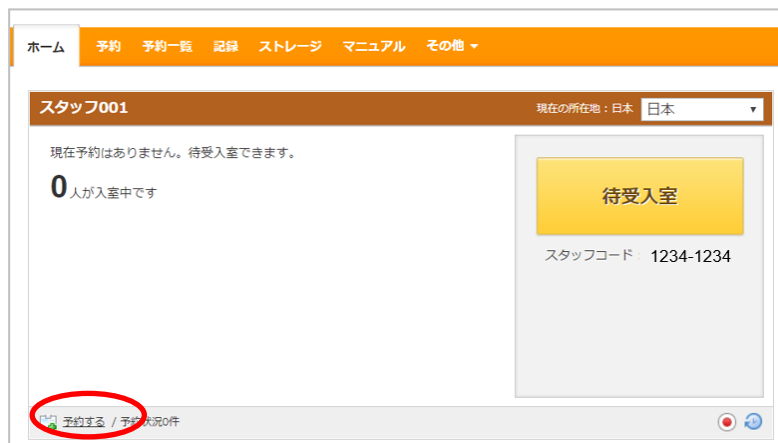 ホーム 予約 予約一覧 記録 ストレージ マニュアル その他 ▾
スタッフ001 現在の所在地：日本 日本 ▾
現在予約はありません。待受入室できます。
0人が入室中です
待受入室
スタッフコード： 1234-1234
予約する / 予約状況0件